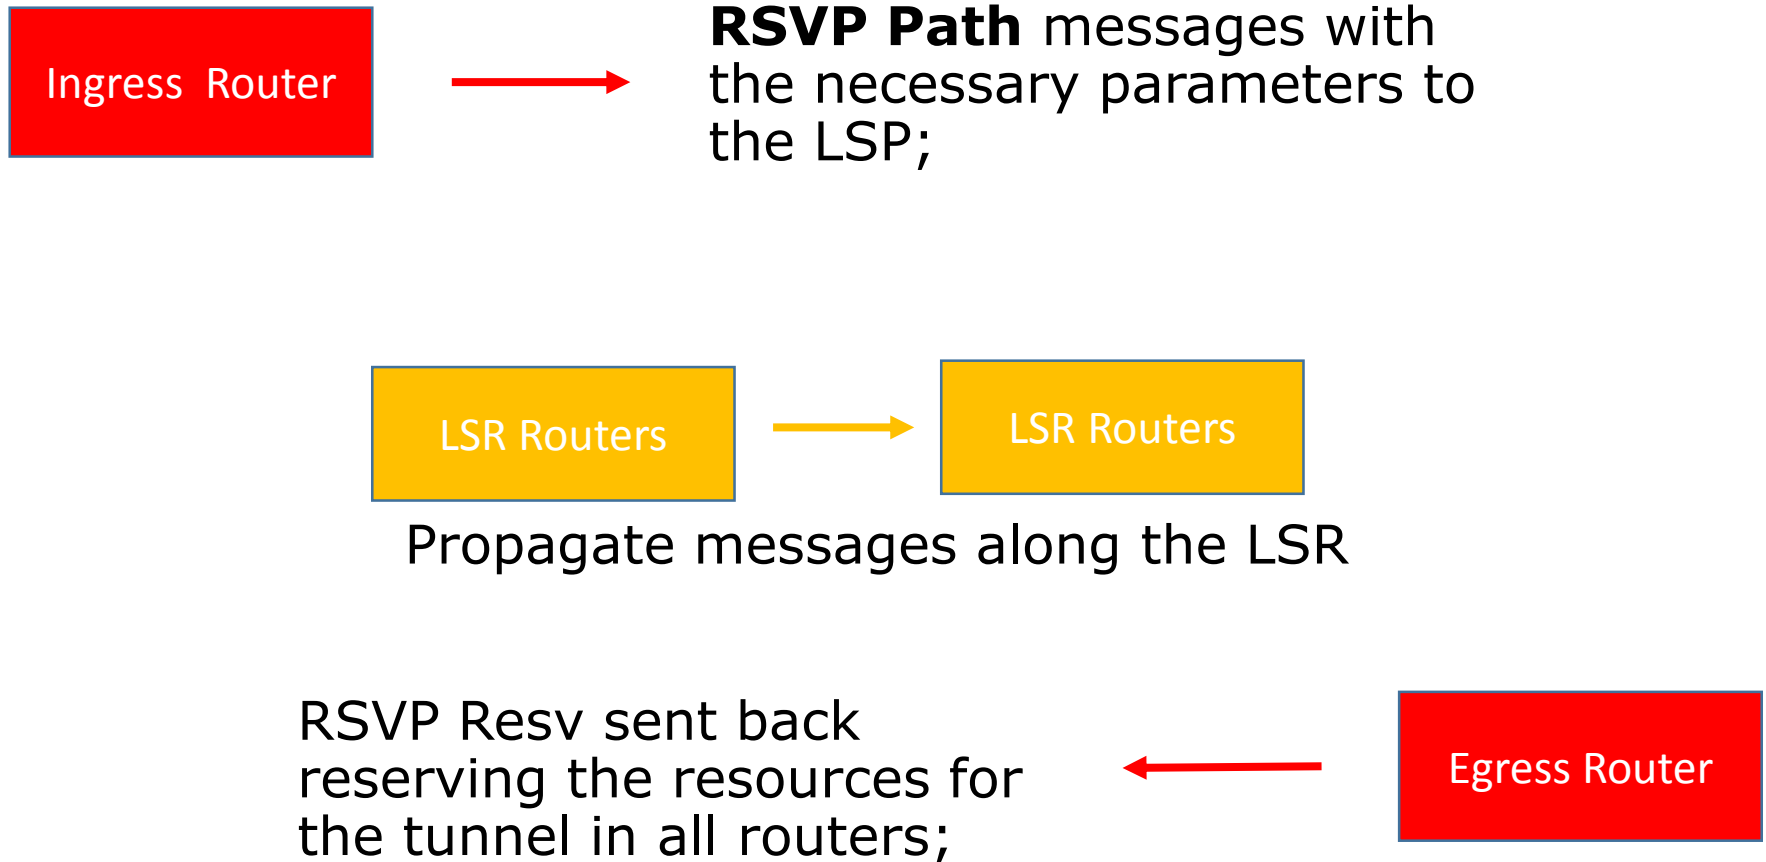 Ingress  Router
RSVP Path messages with
the necessary parameters to
the LSP;
LSR Routers
LSR Routers
Propagate messages along the LSR
RSVP Resv sent back
reserving the resources for
the tunnel in all routers;
Egress Router